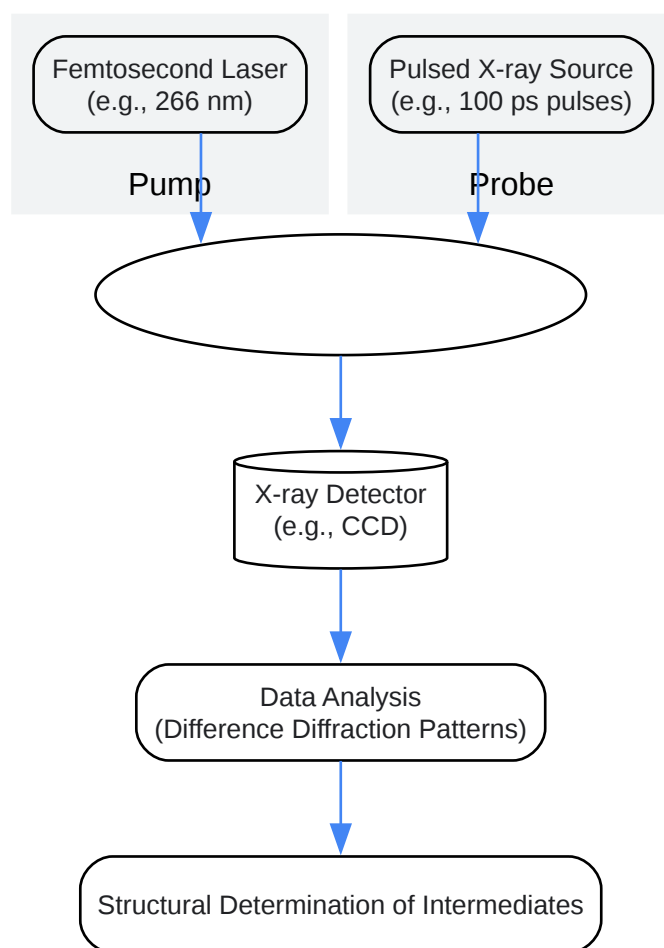 Femtosecond Laser
(e.g., 266 nm)
Pulsed X-ray Source
(e.g., 100 ps pulses)
Pump
Probe
X-ray Detector
(e.g., CCD)
Data Analysis
(Difference Diffraction Patterns)
Structural Determination of Intermediates